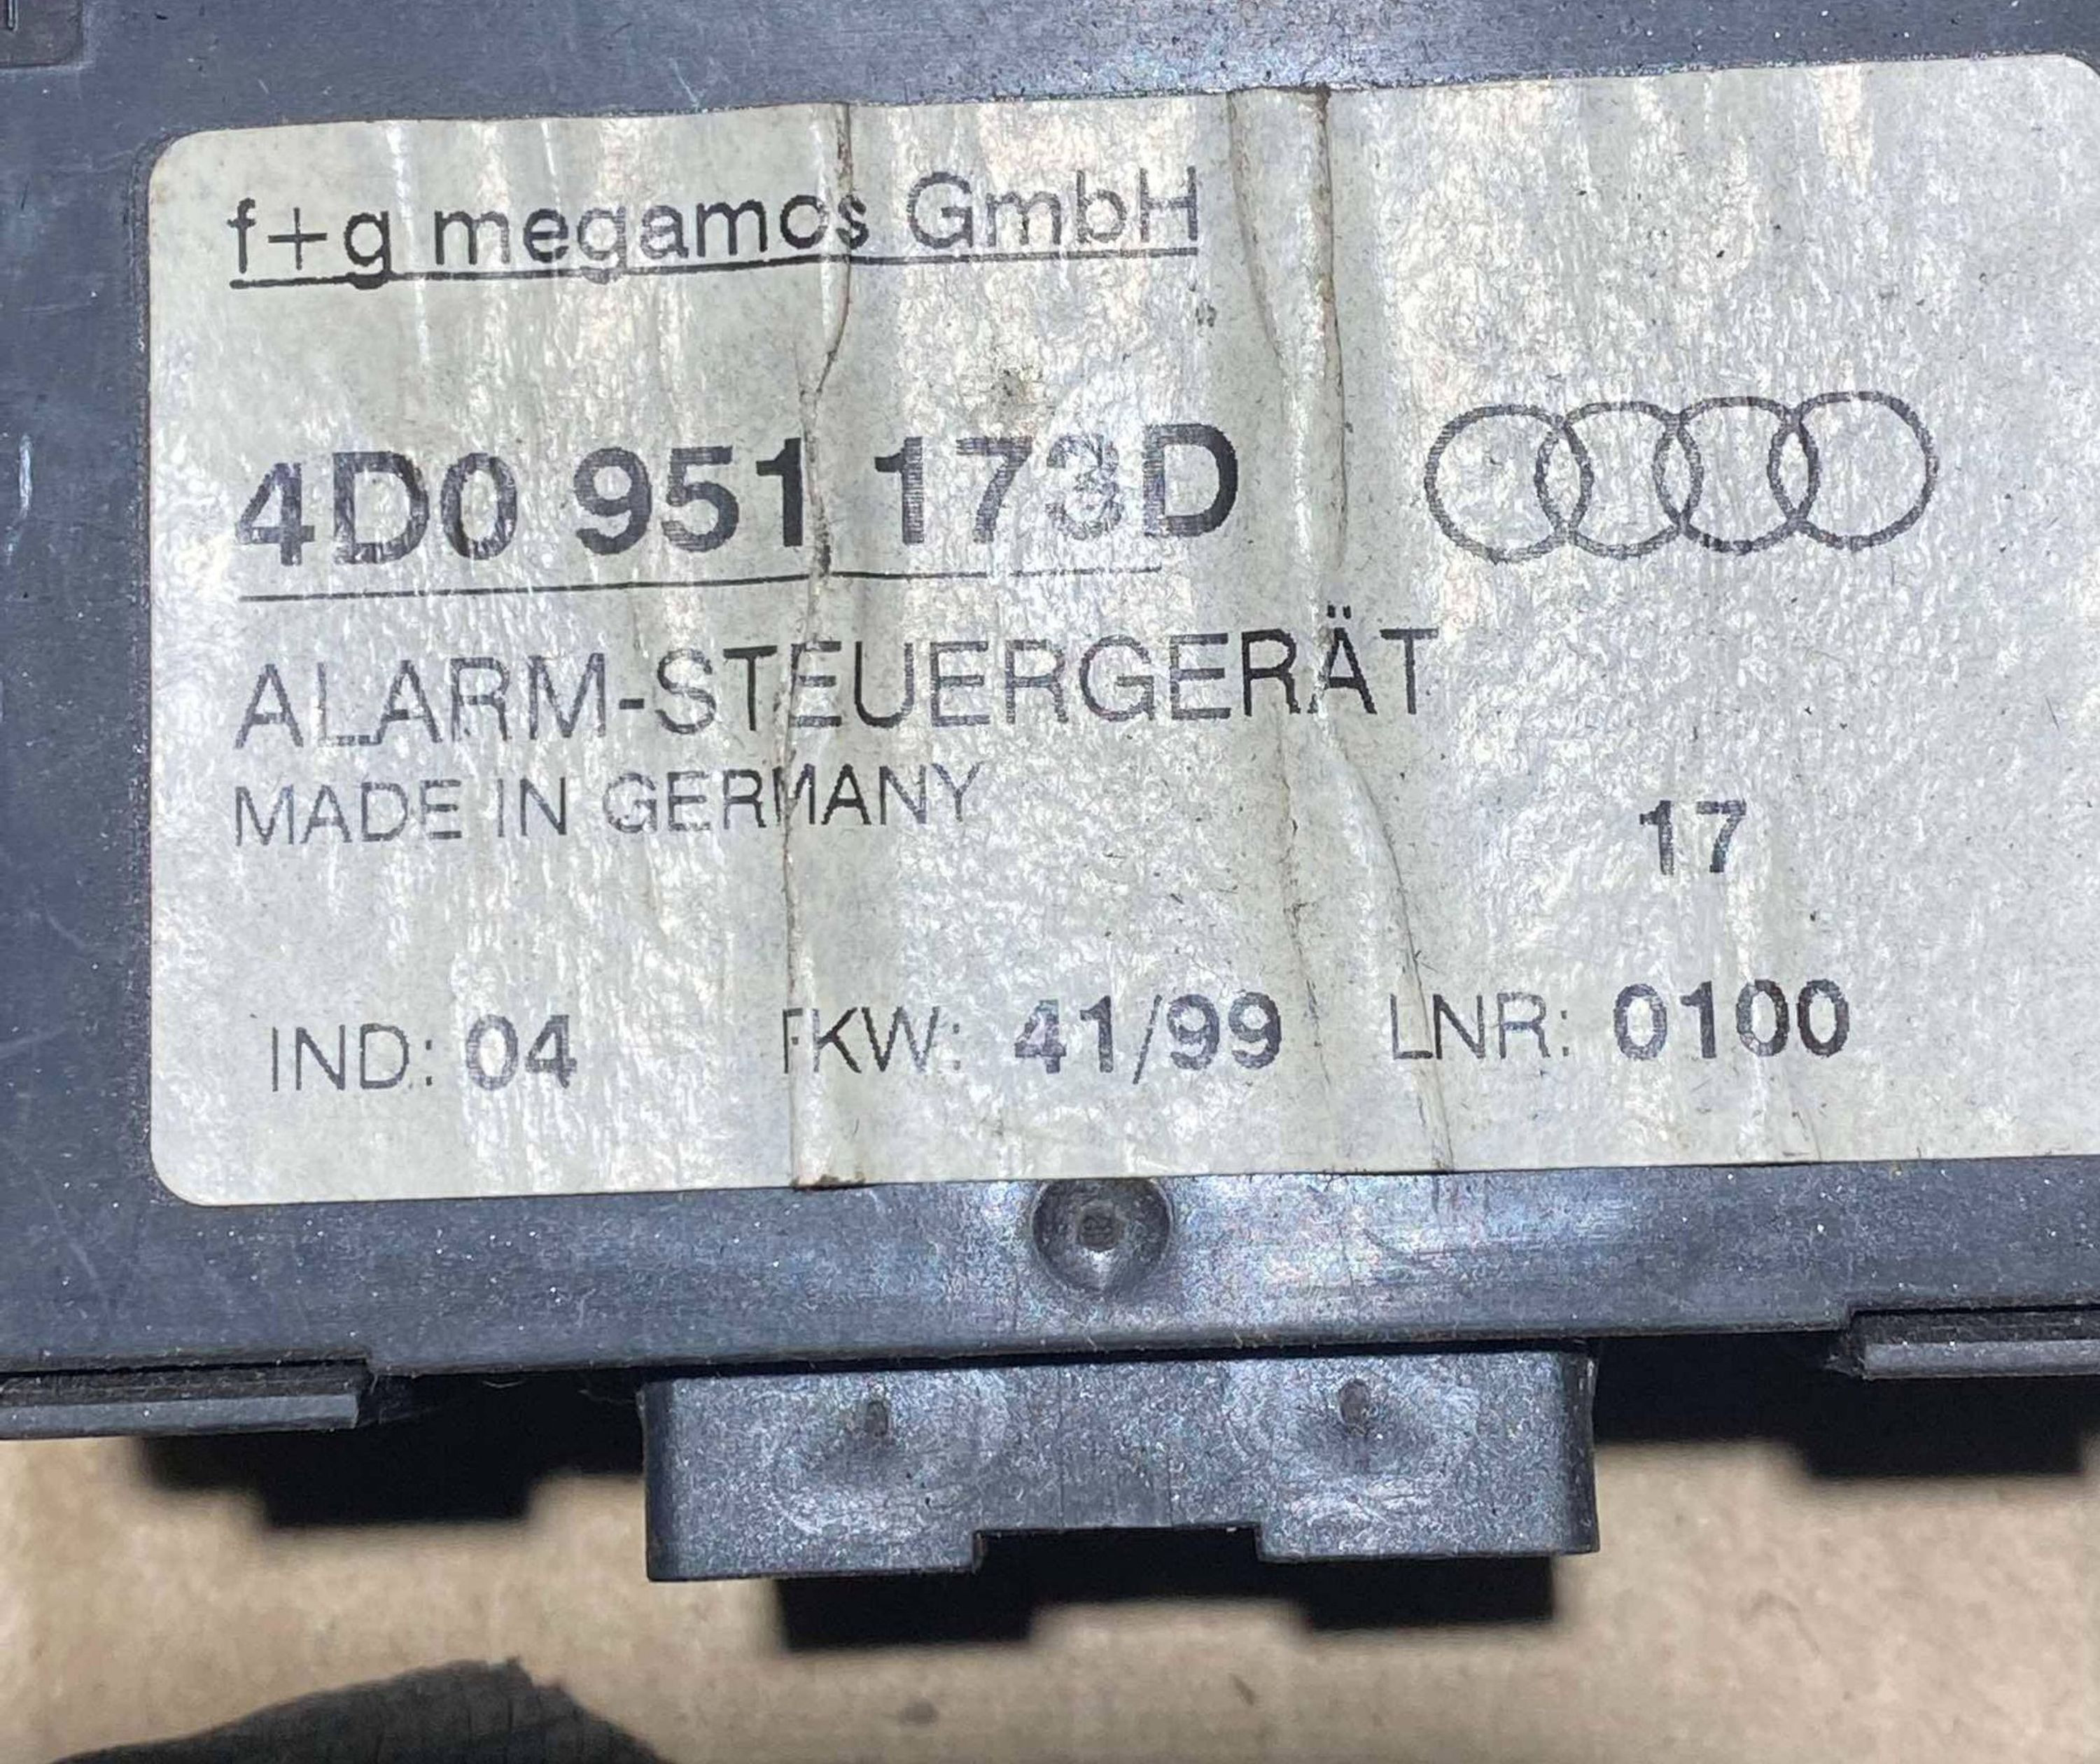 f+g megamos GmbH
4D0 951 173D
ALARM-STEUERGERÄT
MADE IN GERMANY
17
IND: 04 FKW: 41/99 LNR: 0100